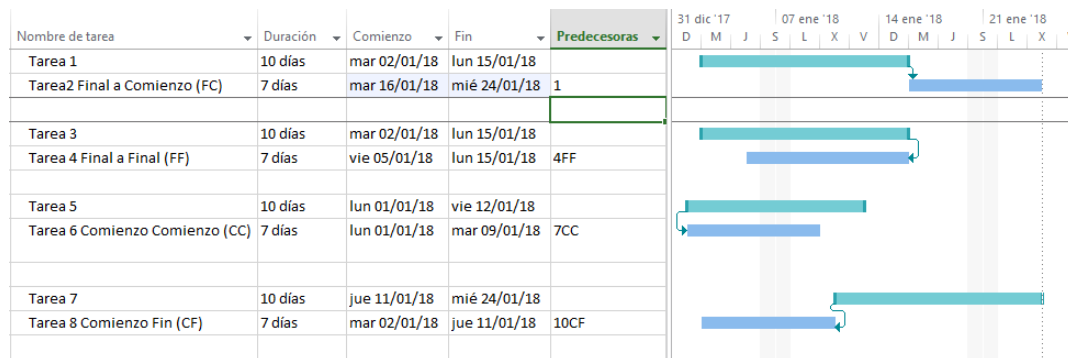 31 dic '17 07 ene '18 14 ene '18 21 ene '18
Nombre de tarea Duración Comienzo Fin Predecesoras D M J S L X V D M J S L X
Tarea 1 10 días mar 02/01/18 lun 15/01/18
Tarea2 Final a Comienzo (FC) 7 días mar 16/01/18 mié 24/01/18 1
Tarea 3 10 días mar 02/01/18 lun 15/01/18
Tarea 4 Final a Final (FF) 7 días vie 05/01/18 lun 15/01/18 4FF
Tarea 5 10 días lun 01/01/18 vie 12/01/18
Tarea 6 Comienzo Comienzo (CC) 7 días lun 01/01/18 mar 09/01/18 7CC
Tarea 7 10 días jue 11/01/18 mié 24/01/18
Tarea 8 Comienzo Fin (CF) 7 días mar 02/01/18 jue 11/01/18 10CF